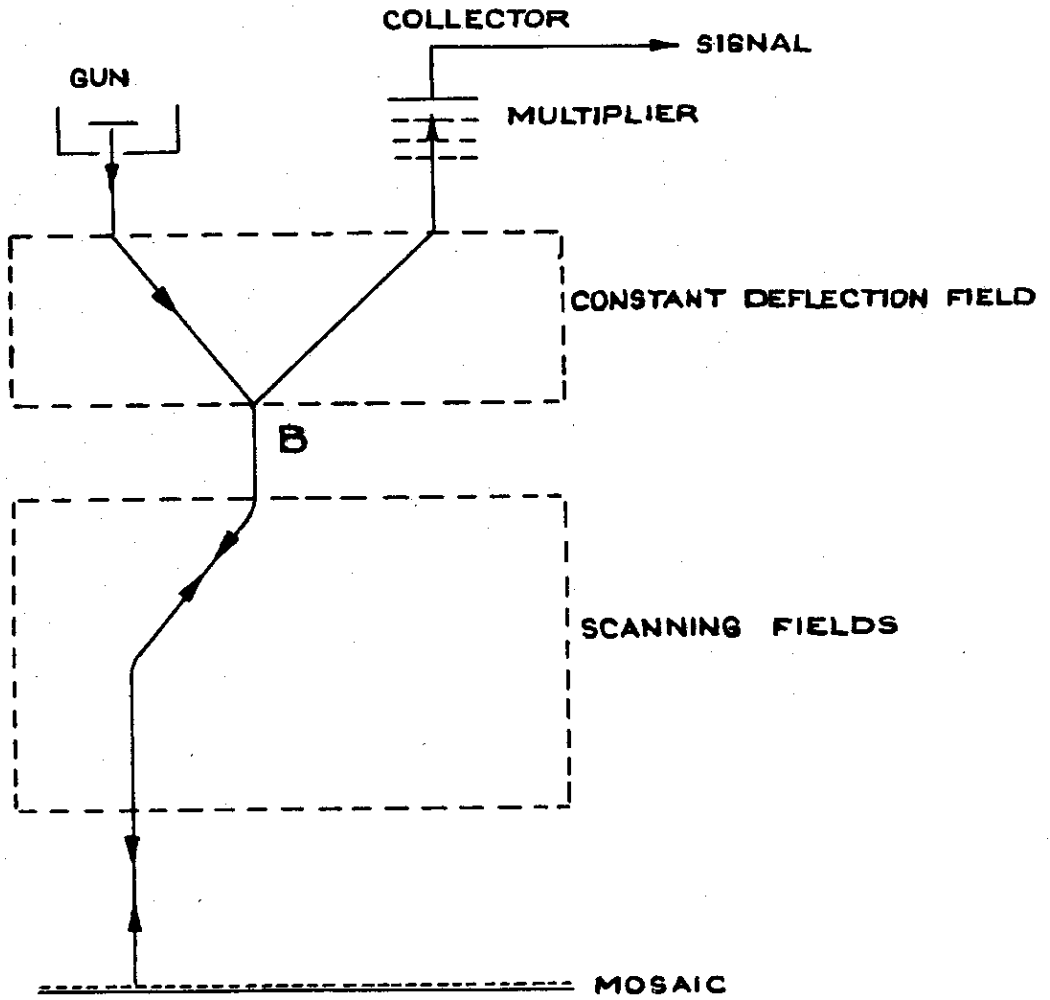 COLLECTOR
SIGNAL
GUN
MULTIPLIER
CONSTANT DEFLECTION FIELD
B
SCANNING FIELDS
MOSAIC